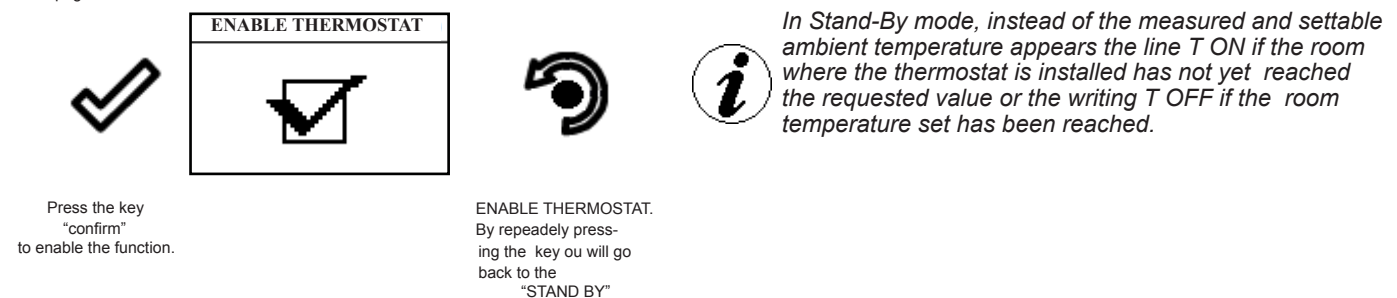 ENABLE THERMOSTAT
Press the key
“confirm”
to enable the function.
ENABLE THERMOSTAT.
By repeadely press-
ing the key ou will go
back to the
“STAND BY”
In Stand-By mode, instead of the measured and settable
ambient temperature appears the line T ON if the room
where the thermostat is installed has not yet reached
the requested value or the writing T OFF if the room
temperature set has been reached.